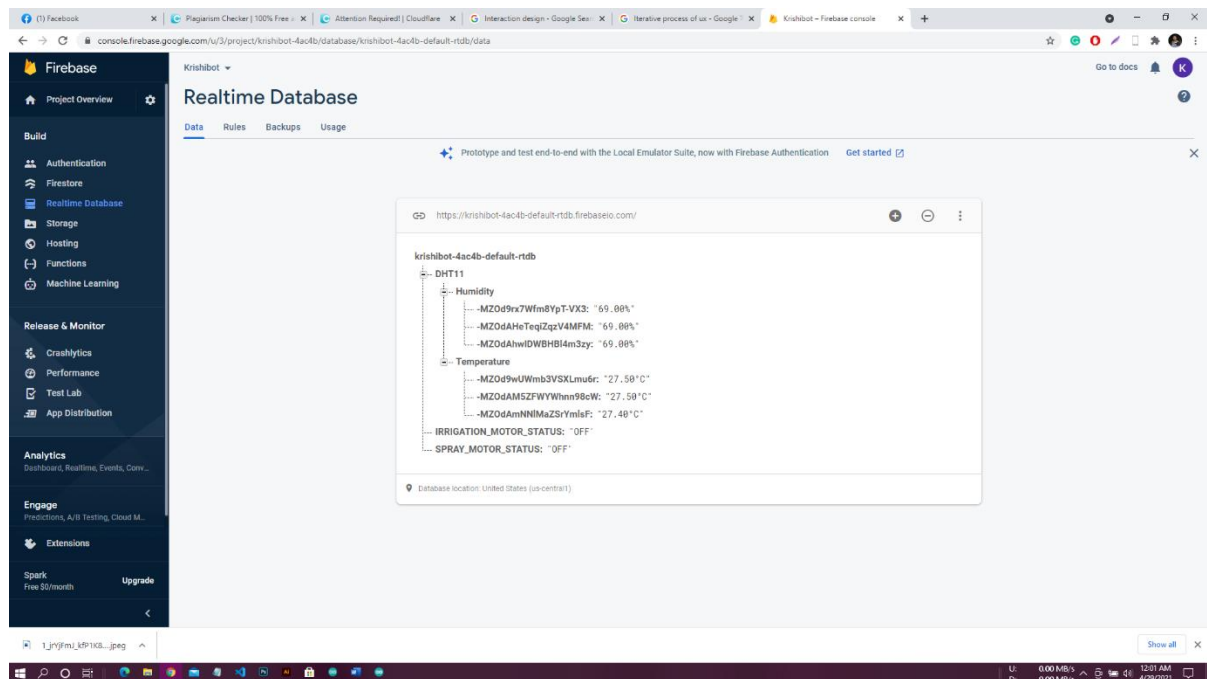 (1) Facebook
Plagiarism Checker | 100% Free
Attention Required! | Cloudflare
Interaction design - Google Sear
Iterative process of ux - Google
Krishibot – Firebase console
console.firebase.google.com/u/3/project/krishibot-4ac4b/database/krishibot-4ac4b-default-rtdb/data
Firebase
Krishibot
Go to docs
K
Project Overview
Realtime Database
Data Rules Backups Usage
Build
Prototype and test end-to-end with the Local Emulator Suite, now with Firebase Authentication Get started
Authentication
Firestore
Realtime Database
Storage
Hosting
Functions
Machine Learning
https://krishibot-4ac4b-default-rtdb.firebaseio.com/
krishibot-4ac4b-default-rtdb
DHT11
Humidity
-MZOd9rx7Wfm8YpT-VX3: "69.00%"
-MZOdAHeTeqiZqzV4MFM: "69.00%"
-MZOdAhwIDWBHBl4m3zy: "69.00%"
Temperature
-MZOd9wUWmb3VSXLmu6r: "27.50°C"
-MZOdAM5ZFWYWhnn98cW: "27.50°C"
-MZOdAmNNlMaZSrYmlsF: "27.40°C"
IRRIGATION_MOTOR_STATUS: "OFF"
SPRAY_MOTOR_STATUS: "OFF"
Database location: United States (us-central1)
Release & Monitor
Crashlytics
Performance
Test Lab
App Distribution
Analytics
Dashboard, Realtime, Events, Conv...
Engage
Predictions, A/B Testing, Cloud M...
Extensions
Spark
Free $0/month
Upgrade
Show all
U: 0.00 MB/s
12:01 AM
4/29/2021